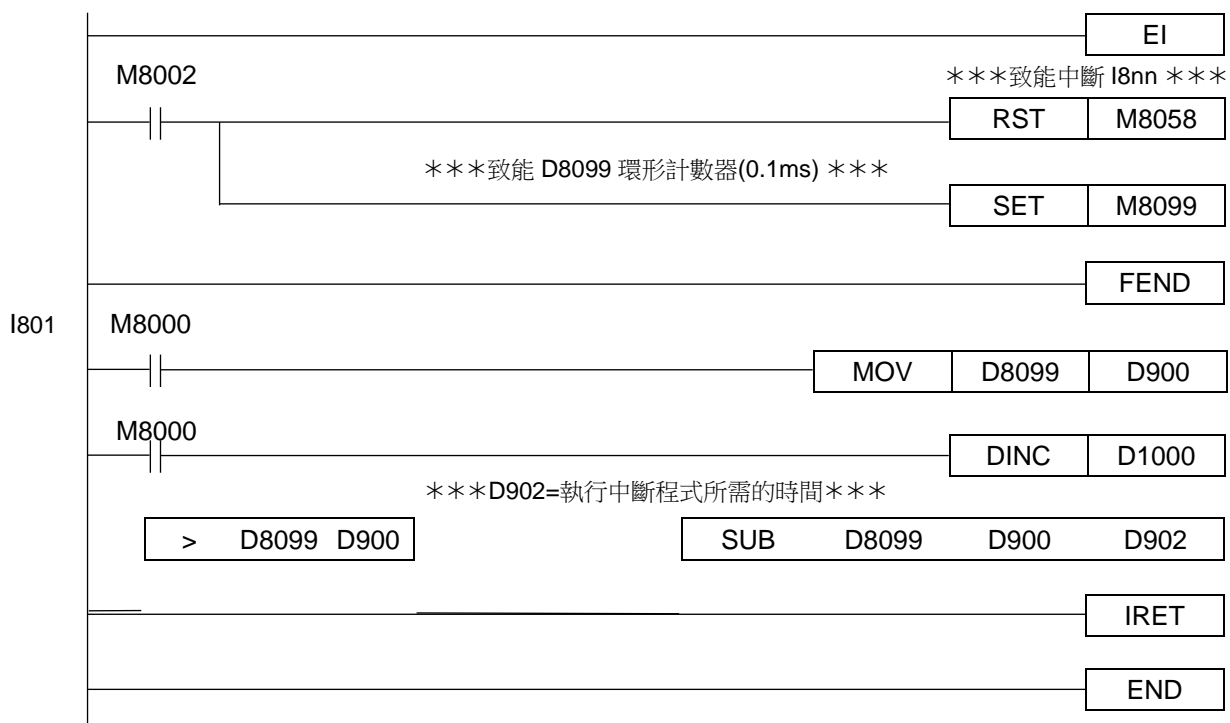 EI
M8002
＊＊＊致能中斷 I8nn ＊＊＊
RST M8058
＊＊＊致能 D8099 環形計數器(0.1ms) ＊＊＊
SET M8099
FEND
I801 M8000
MOV D8099 D900
M8000
DINC D1000
＊＊＊D902=執行中斷程式所需的時間＊＊＊
> D8099 D900 SUB D8099 D900 D902
IRET
END